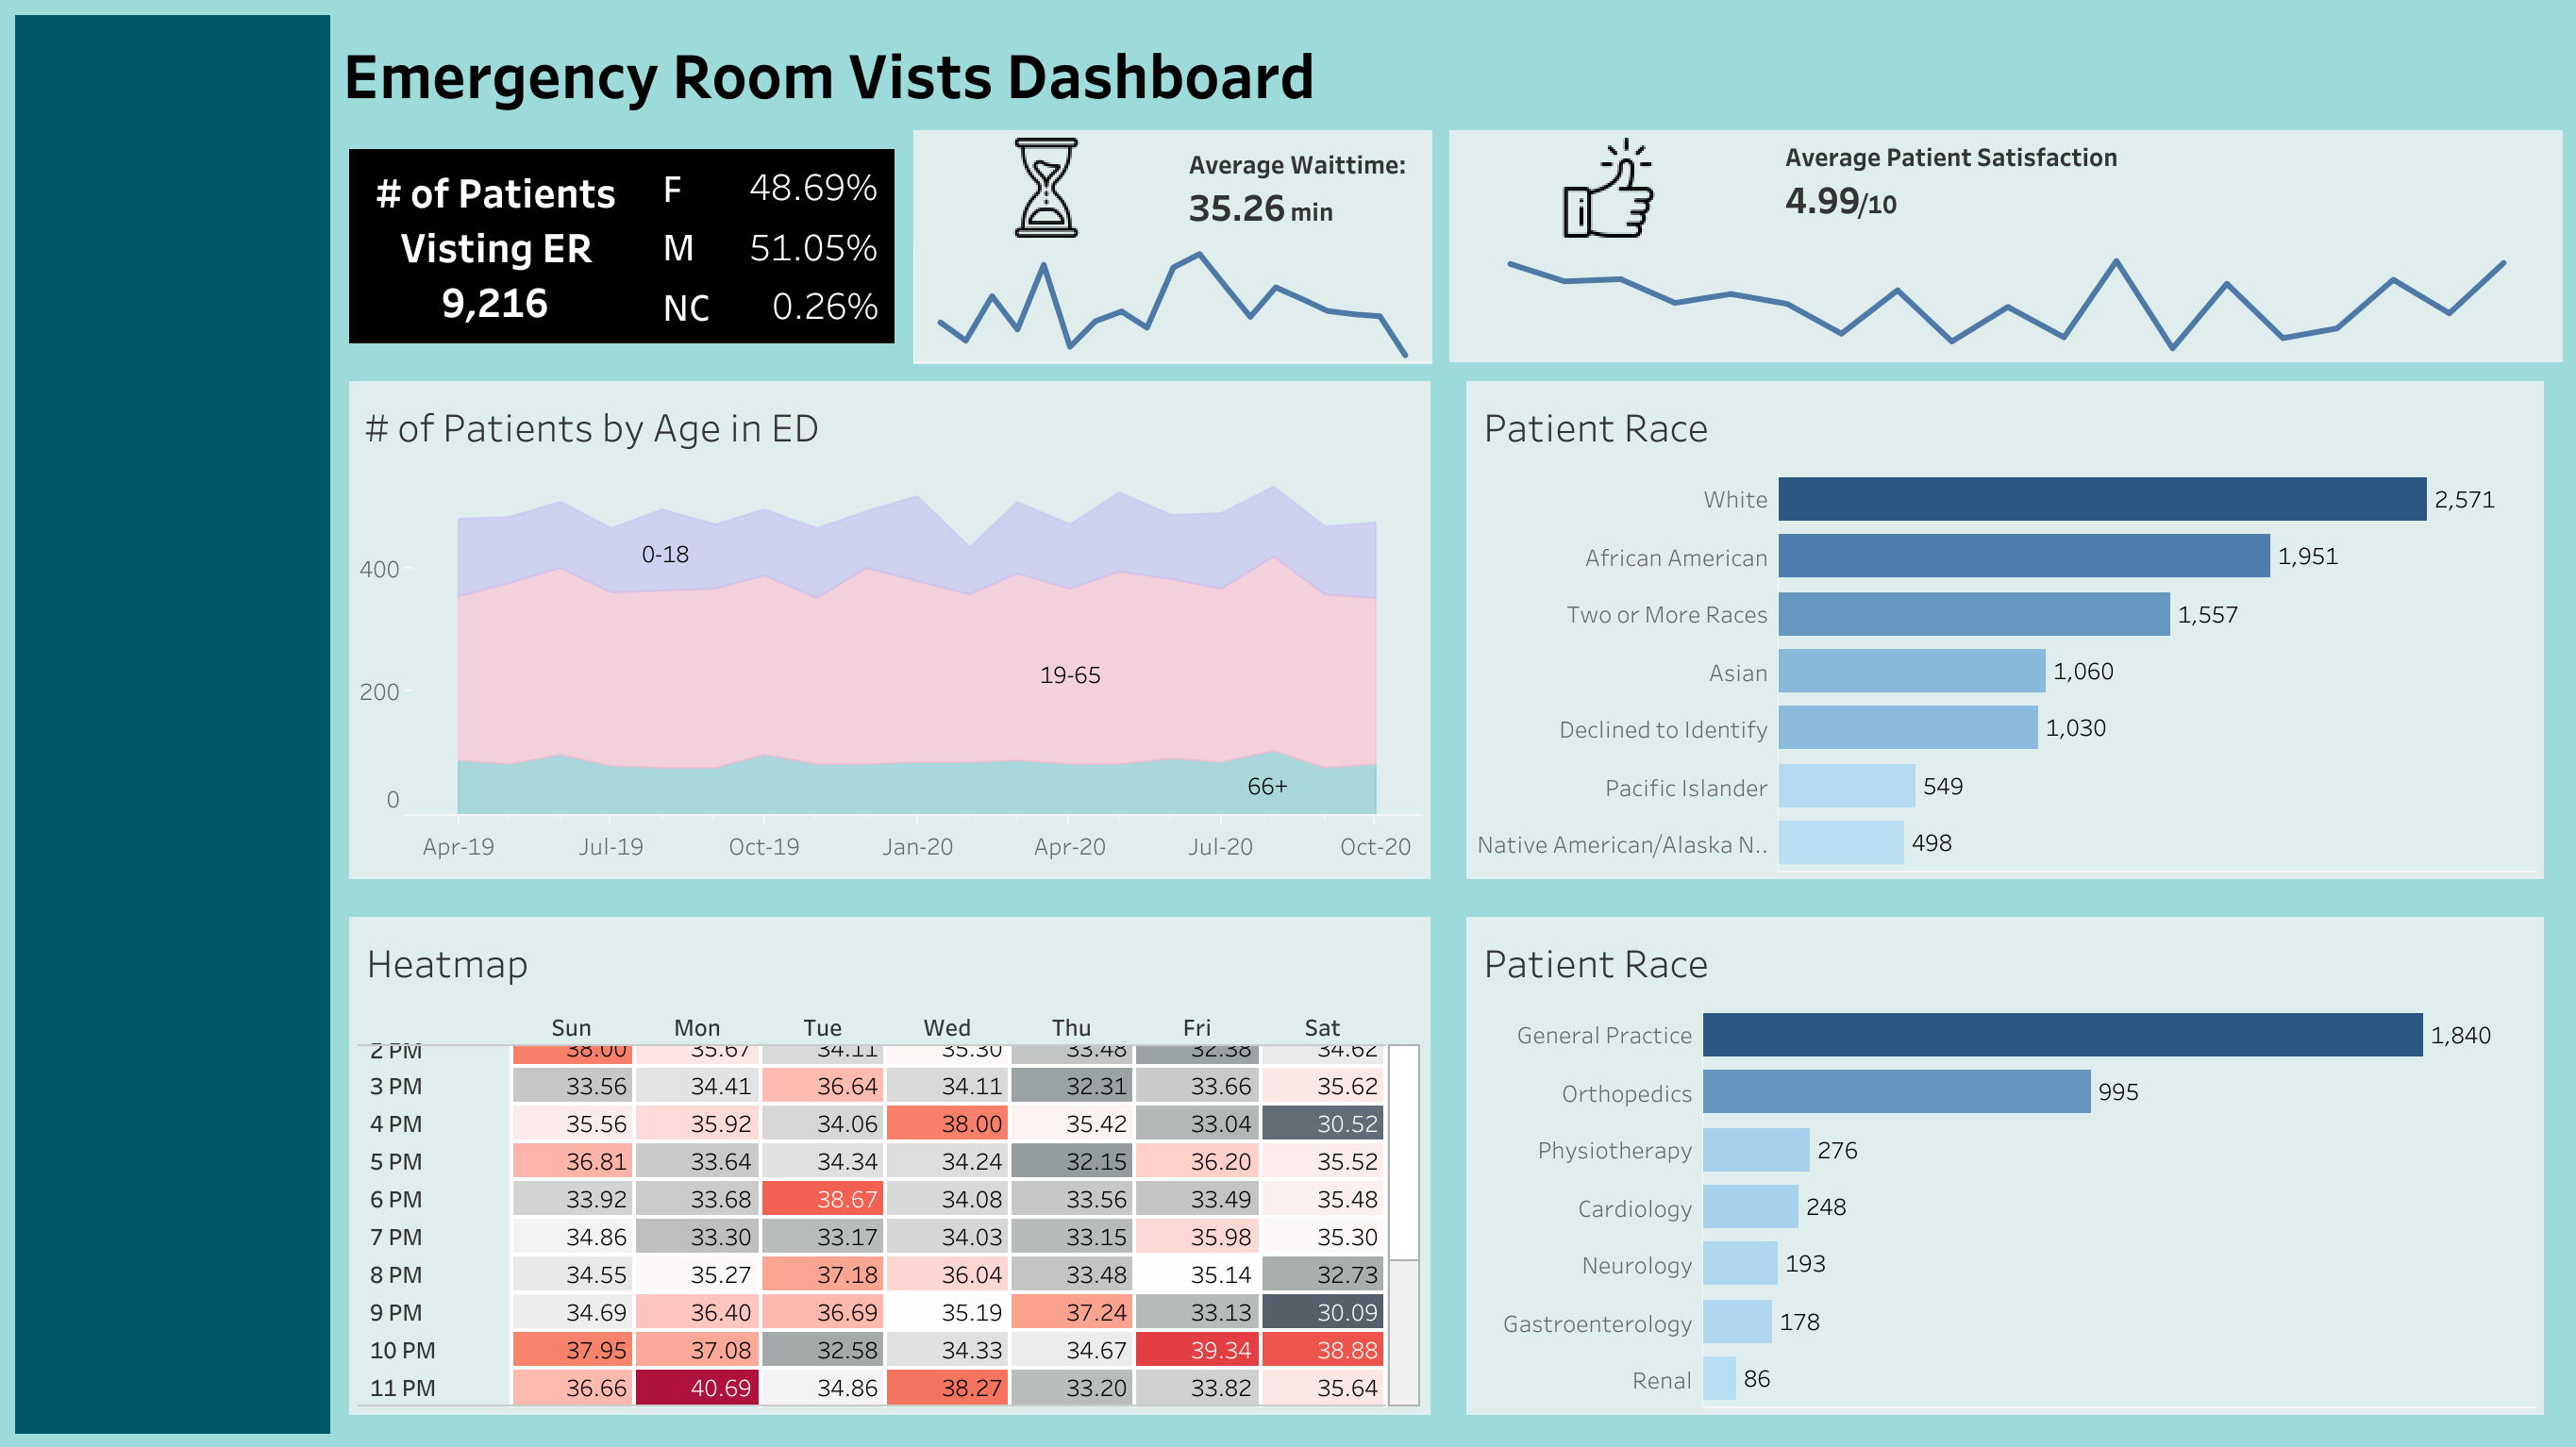 Emergency Room Vists Dashboard
# of Patients
Visting ER
9,216
F 48.69%
M 51.05%
NC 0.26%
Average Waittime:
35.26 min
Average Patient Satisfaction
4.99/10
# of Patients by Age in ED
400
200
0
0-18
19-65
66+
Apr-19 Jul-19 Oct-19 Jan-20 Apr-20 Jul-20 Oct-20
Patient Race
White 2,571
African American 1,951
Two or More Races 1,557
Asian 1,060
Declined to Identify 1,030
Pacific Islander 549
Native American/Alaska N.. 498
Heatmap
Sun Mon Tue Wed Thu Fri Sat
2 PM 38.00 35.67 34.11 35.30 33.48 32.38 34.62
3 PM 33.56 34.41 36.64 34.11 32.31 33.66 35.62
4 PM 35.56 35.92 34.06 38.00 35.42 33.04 30.52
5 PM 36.81 33.64 34.34 34.24 32.15 36.20 35.52
6 PM 33.92 33.68 38.67 34.08 33.56 33.49 35.48
7 PM 34.86 33.30 33.17 34.03 33.15 35.98 35.30
8 PM 34.55 35.27 37.18 36.04 33.48 35.14 32.73
9 PM 34.69 36.40 36.69 35.19 37.24 33.13 30.09
10 PM 37.95 37.08 32.58 34.33 34.67 39.34 38.88
11 PM 36.66 40.69 34.86 38.27 33.20 33.82 35.64
Patient Race
General Practice 1,840
Orthopedics 995
Physiotherapy 276
Cardiology 248
Neurology 193
Gastroenterology 178
Renal 86